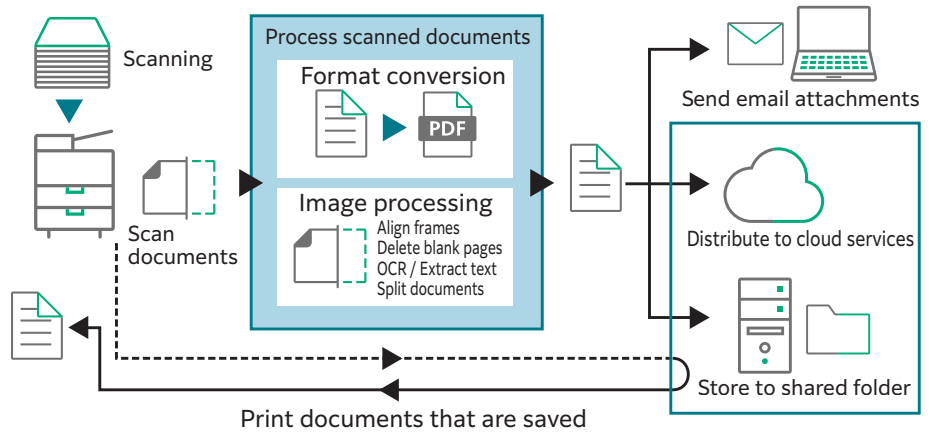 Scanning
Scan
documents
Process scanned documents
Format conversion
PDF
Image processing
Align frames
Delete blank pages
OCR / Extract text
Split documents
Send email attachments
Distribute to cloud services
Store to shared folder
Print documents that are saved